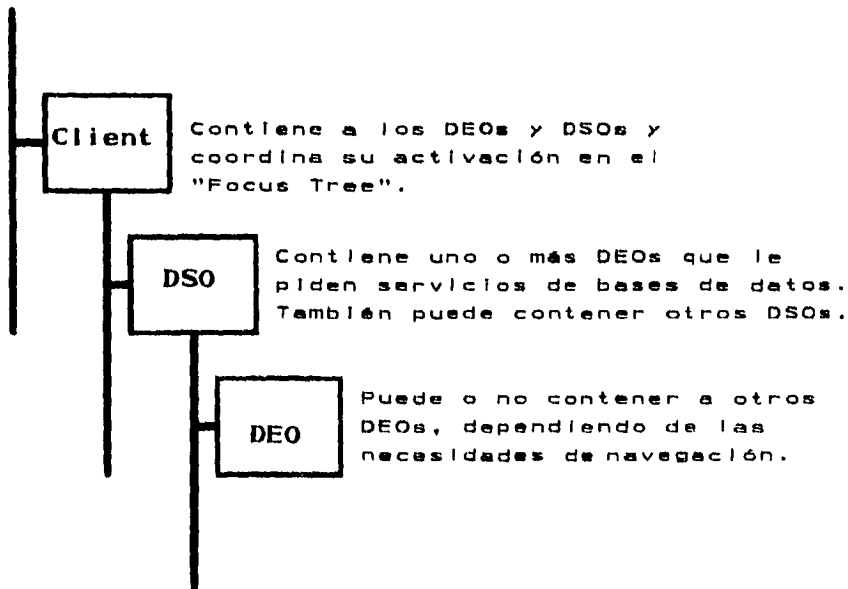 Client
Contiene a los DEOs y DSOs y
coordina su activación en el
"Focus Tree".
DSO
Contiene uno o más DEOs que le
piden servicios de bases de datos.
También puede contener otros DSOs.
DEO
Puede o no contener a otros
DEOs, dependiendo de las
necesidades de navegación.